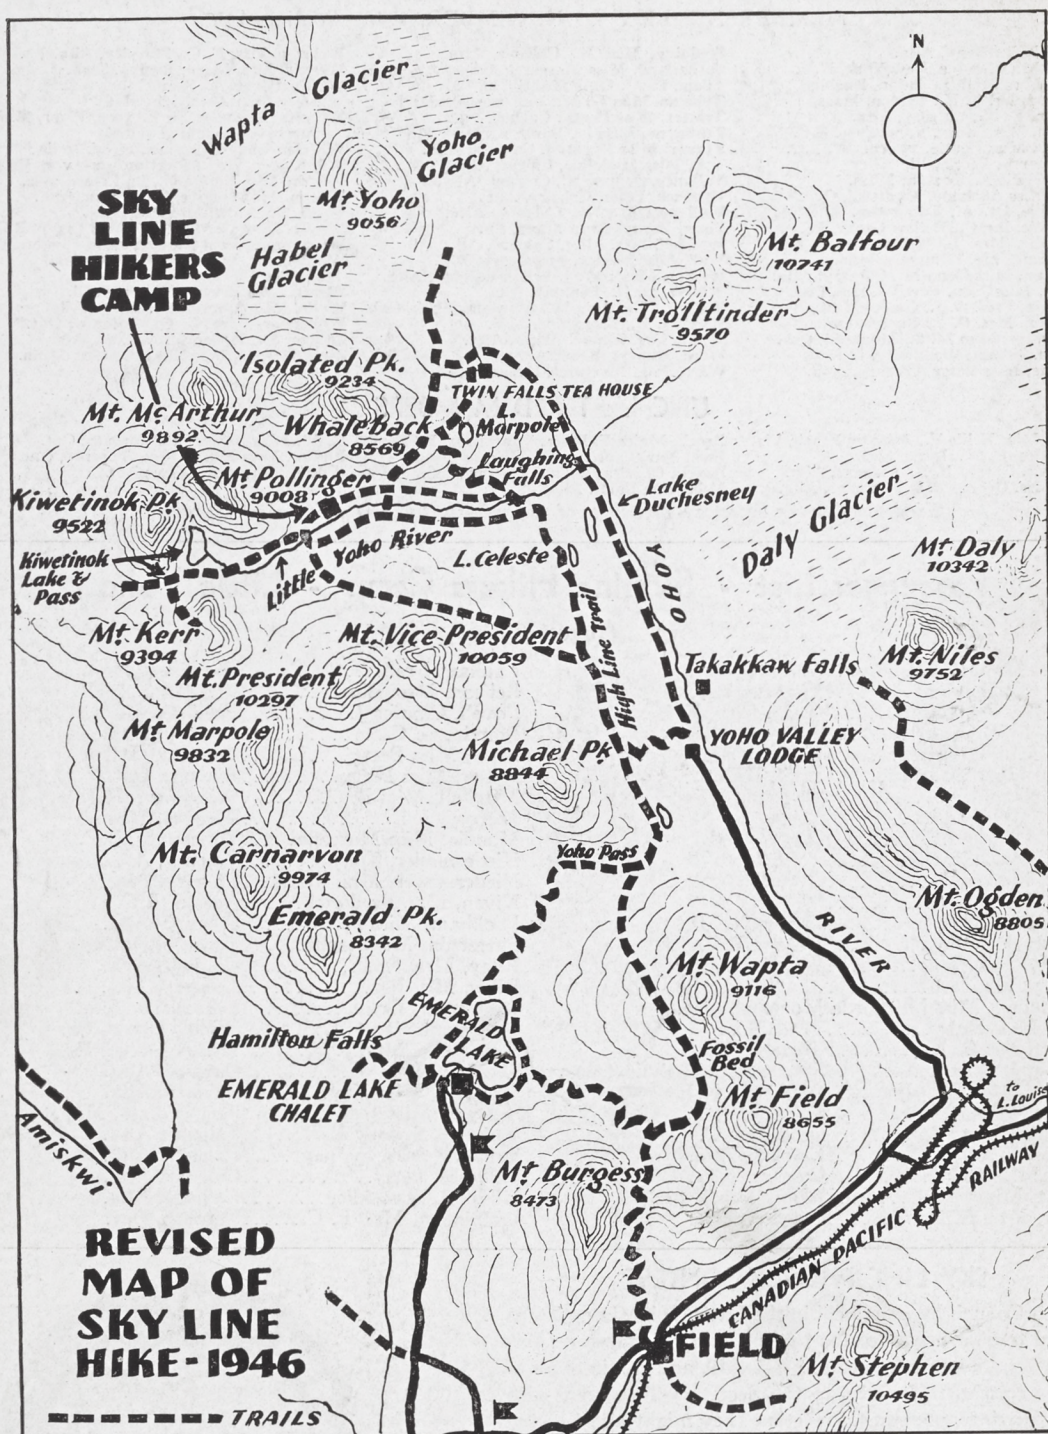 N
Wapta Glacier
Yoho
Glacier
Mt Yoho
9056
SKY
LINE
HIKERS
CAMP
Habel
Glacier
Mt. Balfour
10741
Mt. Trolltinder
9570
Isolated Pk.
9234
TWIN FALLS TEA HOUSE
Mt. McArthur
9892
Whaleback
8569
L.
Marpole
Laughing
Falls
Mt Pollinger
9008
Kiwetinok Pk
9522
Lake
Duchesney
Daly Glacier
Kiwetinok
Lake &
Pass
Little Yoho River
L. Celeste
YOHO
RIVER
Mt Daly
10342
High Line Trail
Mt. Kerr
9394
Mt. Vice President
10059
Mt. President
10297
Takakkaw Falls
Mt. Niles
9752
Mt. Marpole
9832
Michael Pk
8844
YOHO VALLEY
LODGE
Yoho Pass
Mt. Carnarvon
9974
Emerald Pk.
8342
Mt. Ogden
8805
Mt Wapta
9116
EMERALD
LAKE
Hamilton Falls
EMERALD LAKE
CHALET
Fossil
Bed
Mt Field
8655
to
L. Louise
Amiskwi
Mt Burgess
8473
CANADIAN PACIFIC RAILWAY
REVISED
MAP OF
SKY LINE
HIKE-1946
FIELD
Mt Stephen
10495
TRAILS